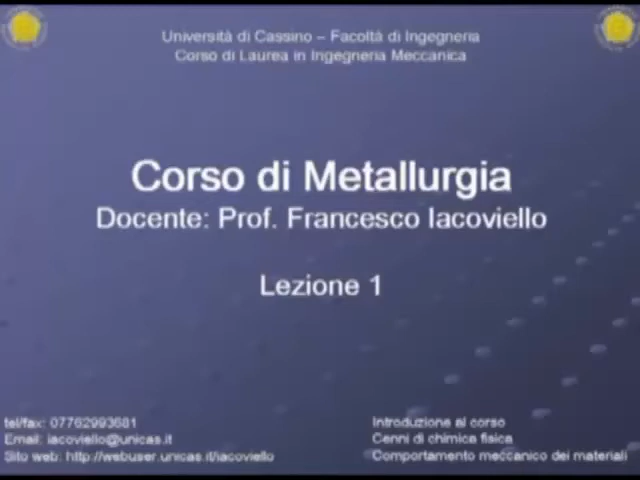 Università di Cassino – Facoltà di Ingegneria
Corso di Laurea in Ingegneria Meccanica
Corso di Metallurgia
Docente: Prof. Francesco Iacoviello
Lezione 1
tel/fax: 07762993681
Email: iacoviello@unicas.it
Sito web: http://webuser.unicas.it/iacoviello
Introduzione al corso
Cenni di chimica fisica
Comportamento meccanico dei materiali